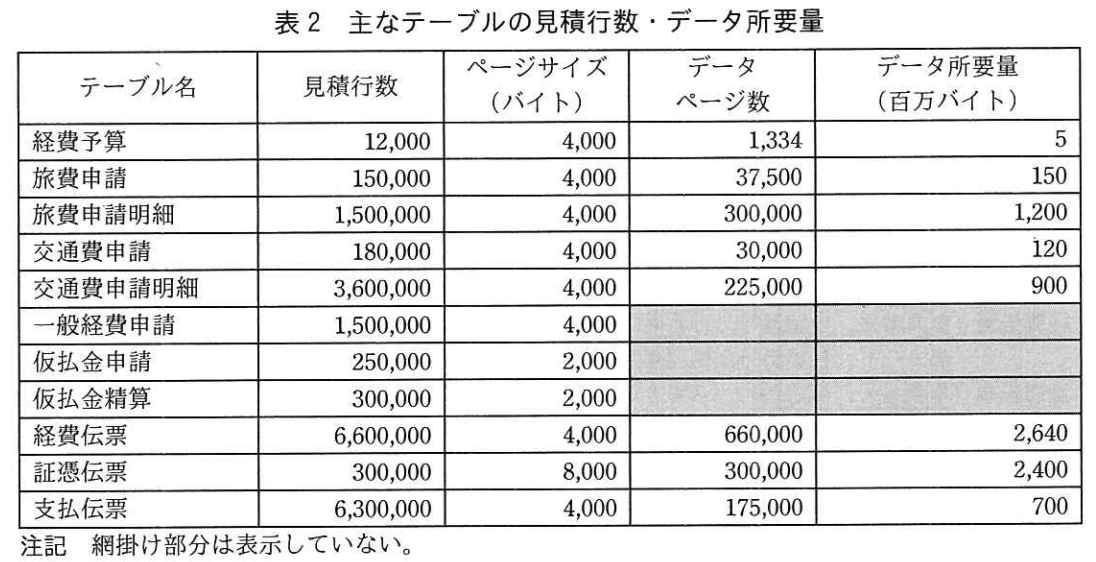 表2 主なテーブルの見積行数・データ所要量
テーブル名 見積行数 ページサイズ（バイト） データページ数 データ所要量（百万バイト）
経費予算 12,000 4,000 1,334 5
旅費申請 150,000 4,000 37,500 150
旅費申請明細 1,500,000 4,000 300,000 1,200
交通費申請 180,000 4,000 30,000 120
交通費申請明細 3,600,000 4,000 225,000 900
一般経費申請 1,500,000 4,000
仮払金申請 250,000 2,000
仮払金精算 300,000 2,000
経費伝票 6,600,000 4,000 660,000 2,640
証憑伝票 300,000 8,000 300,000 2,400
支払伝票 6,300,000 4,000 175,000 700
注記 網掛け部分は表示していない。